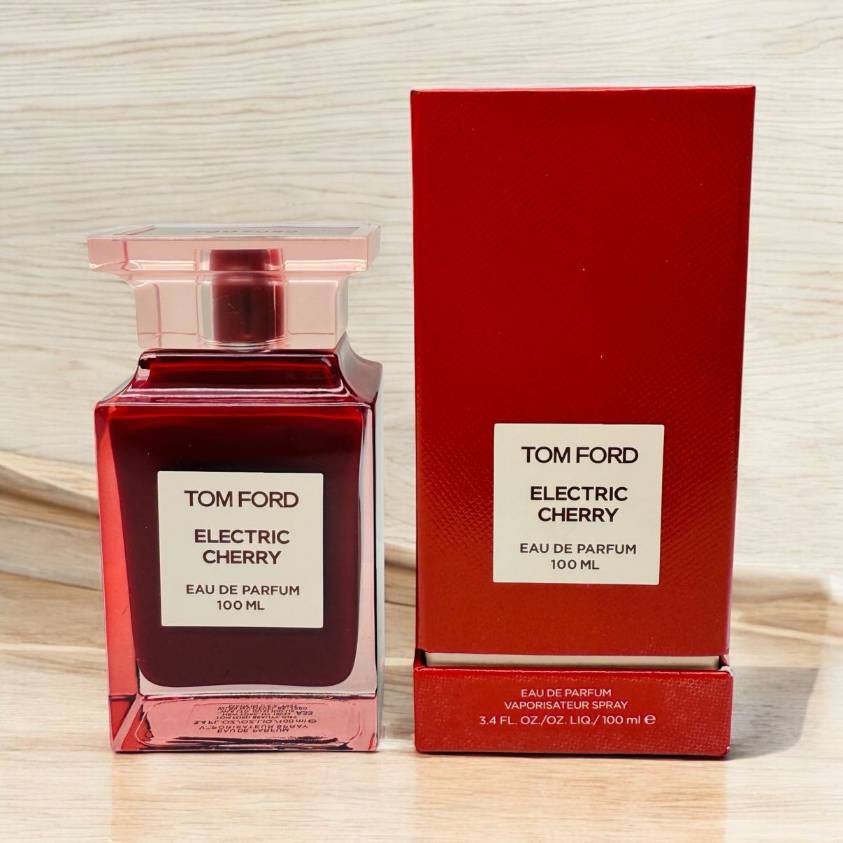 TOM FORD
ELECTRIC
CHERRY
EAU DE PARFUM
100 ML
TOM FORD
ELECTRIC
CHERRY
EAU DE PARFUM
100 ML
EAU DE PARFUM
VAPORISATEUR SPRAY
3.4 FL. OZ./OZ. LIQ./ 100 ml e